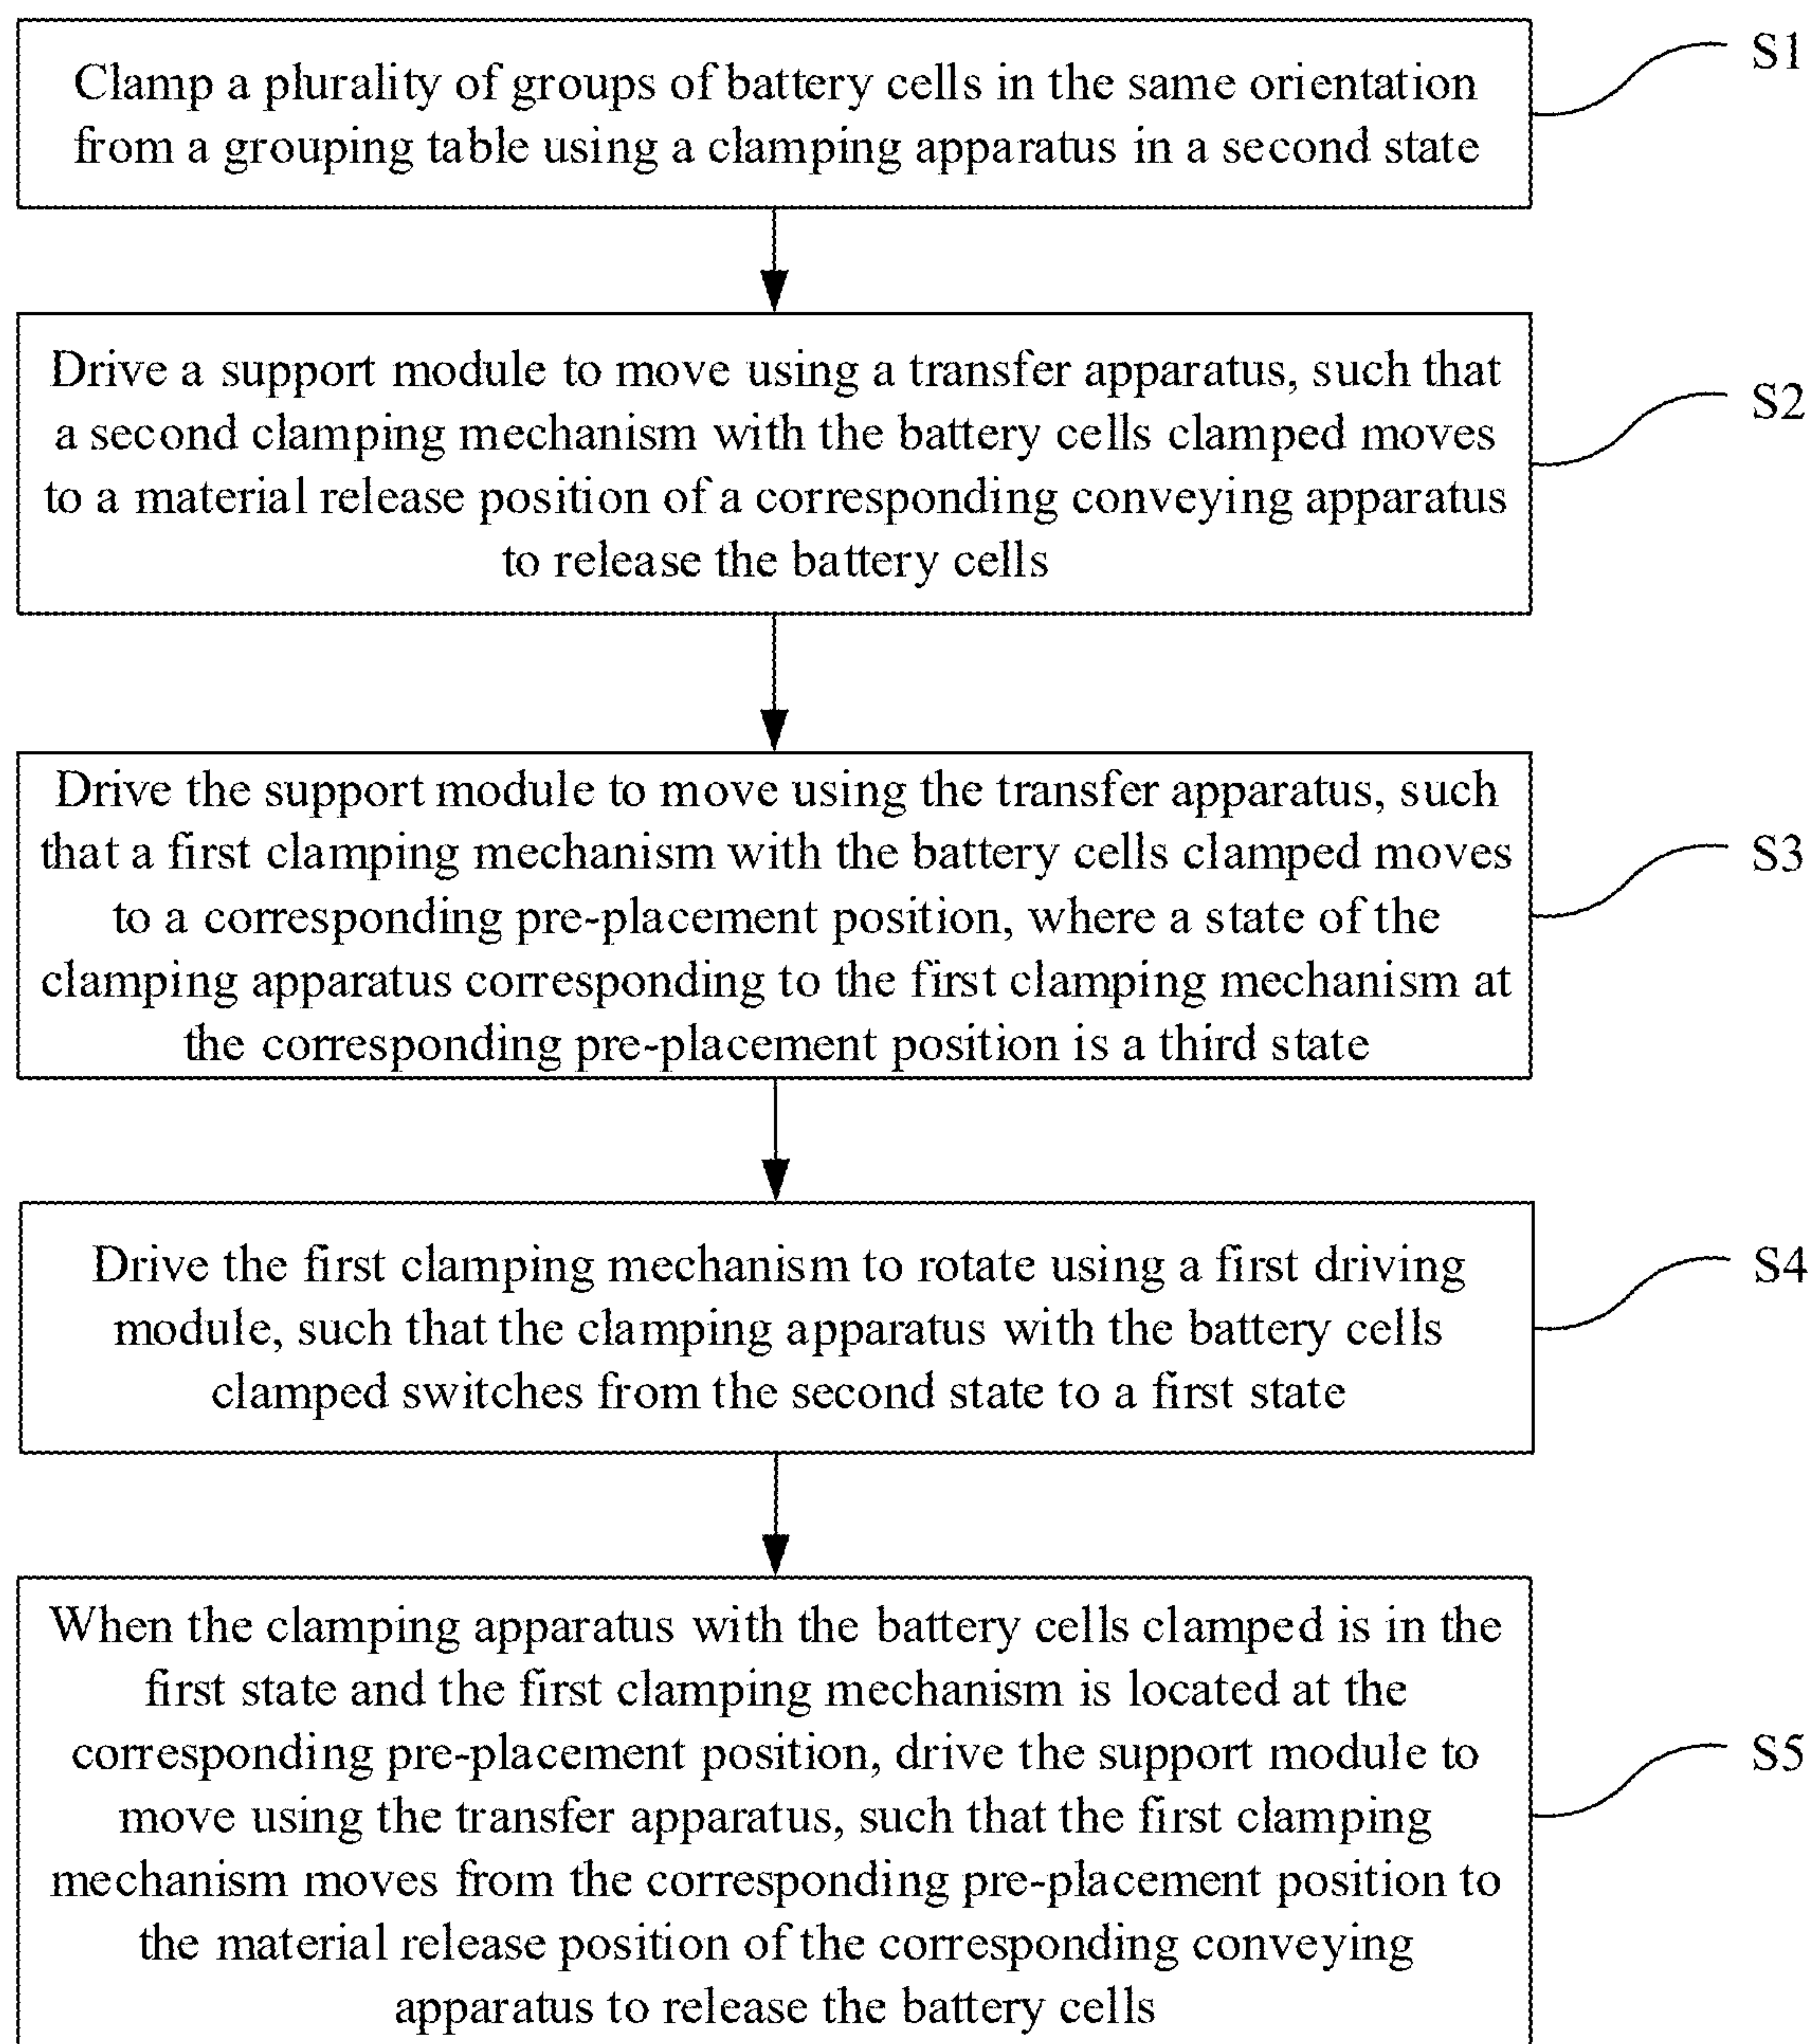 Clamp a plurality of groups of battery cells in the same orientation
from a grouping table using a clamping apparatus in a second state
S1
Drive a support module to move using a transfer apparatus, such that
a second clamping mechanism with the battery cells clamped moves
to a material release position of a corresponding conveying apparatus
to release the battery cells
S2
Drive the support module to move using the transfer apparatus, such
that a first clamping mechanism with the battery cells clamped moves
to a corresponding pre-placement position, where a state of the
clamping apparatus corresponding to the first clamping mechanism at
the corresponding pre-placement position is a third state
S3
Drive the first clamping mechanism to rotate using a first driving
module, such that the clamping apparatus with the battery cells
clamped switches from the second state to a first state
S4
When the clamping apparatus with the battery cells clamped is in the
first state and the first clamping mechanism is located at the
corresponding pre-placement position, drive the support module to
move using the transfer apparatus, such that the first clamping
mechanism moves from the corresponding pre-placement position to
the material release position of the corresponding conveying
apparatus to release the battery cells
S5